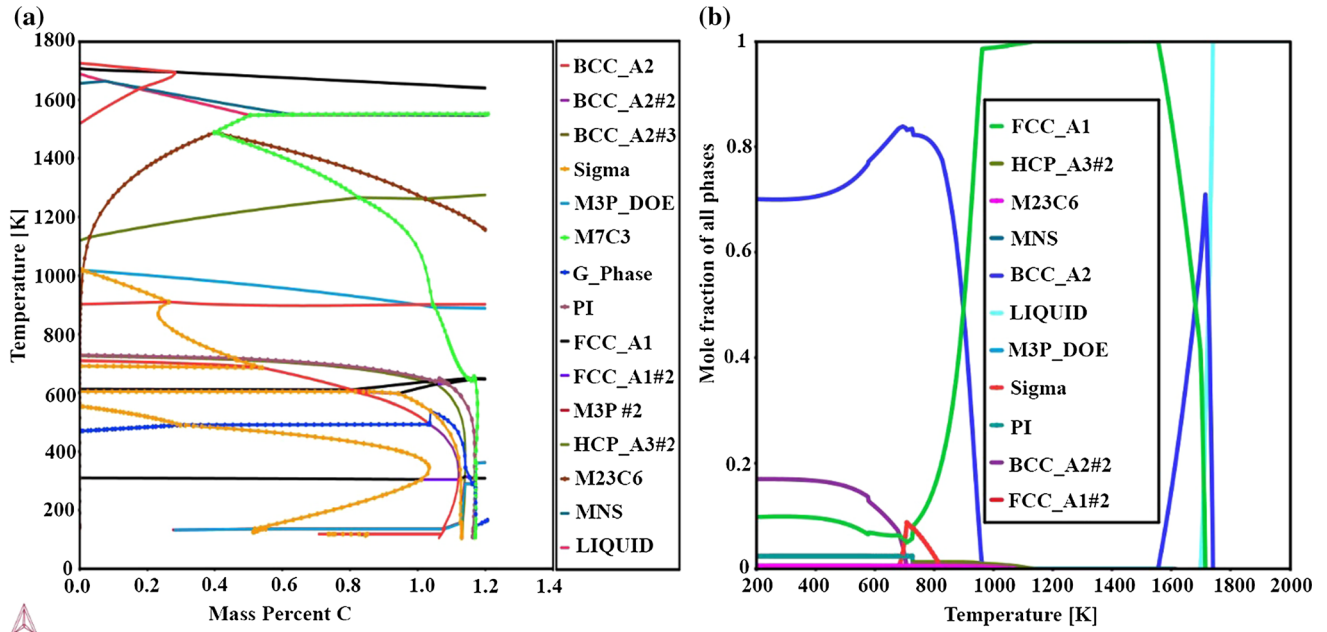 (a)
1800
1600
1400
1200
1000
800
600
400
200
0
Temperature [K]
0.0
0.2
0.4
0.6
0.8
1.0
1.2
1.4
Mass Percent C
BCC_A2
BCC_A2#2
BCC_A2#3
Sigma
M3P_DOE
M7C3
G_Phase
PI
FCC_A1
FCC_A1#2
M3P #2
HCP_A3#2
M23C6
MNS
LIQUID
(b)
1
0.8
0.6
0.4
0.2
0
Mole fraction of all phases
200
400
600
800
1000
1200
1400
1600
1800
2000
Temperature [K]
FCC_A1
HCP_A3#2
M23C6
MNS
BCC_A2
LIQUID
M3P_DOE
Sigma
PI
BCC_A2#2
FCC_A1#2